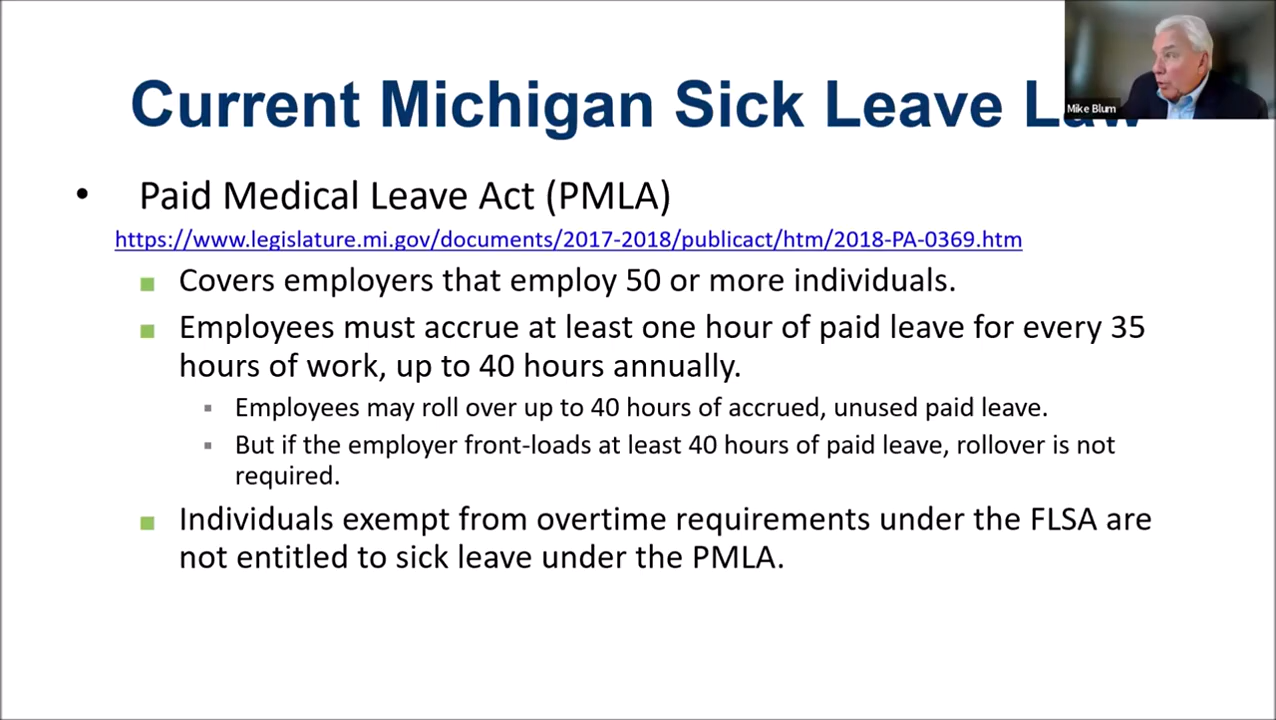 Current Michigan Sick Leave Law
Mike Blum
• Paid Medical Leave Act (PMLA)
https://www.legislature.mi.gov/documents/2017-2018/publicact/htm/2018-PA-0369.htm
■ Covers employers that employ 50 or more individuals.
■ Employees must accrue at least one hour of paid leave for every 35
hours of work, up to 40 hours annually.
▪ Employees may roll over up to 40 hours of accrued, unused paid leave.
▪ But if the employer front-loads at least 40 hours of paid leave, rollover is not
required.
■ Individuals exempt from overtime requirements under the FLSA are
not entitled to sick leave under the PMLA.